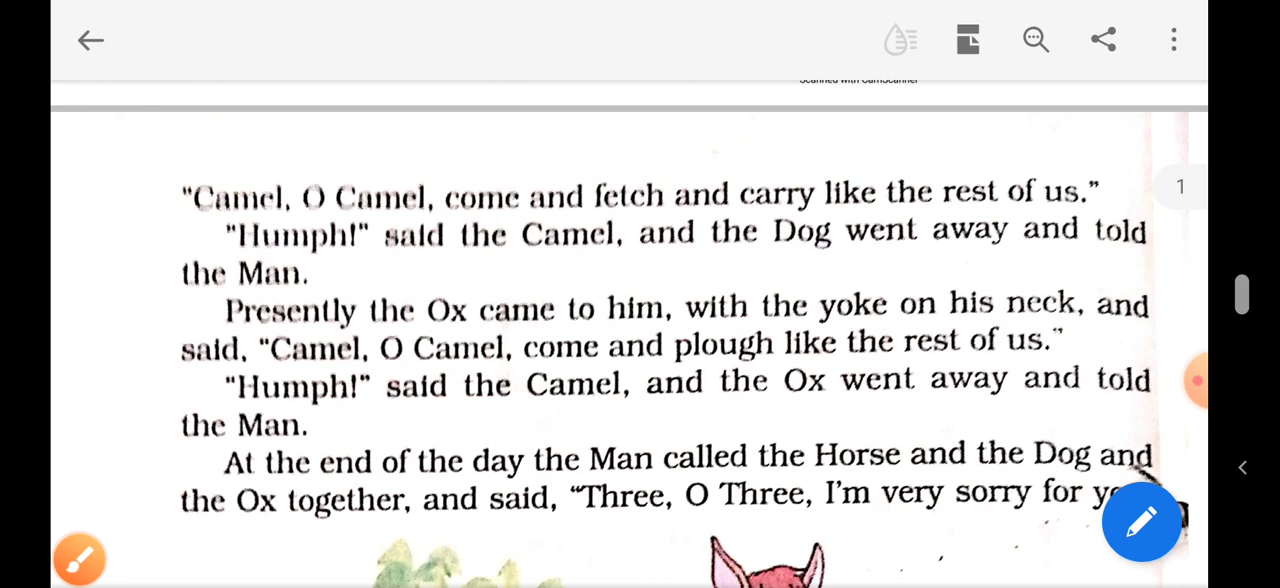 Scanned with CamScanner
1
"Camel, O Camel, come and fetch and carry like the rest of us."
"Humph!" said the Camel, and the Dog went away and told
the Man.
Presently the Ox came to him, with the yoke on his neck, and
said, "Camel, O Camel, come and plough like the rest of us."
"Humph!" said the Camel, and the Ox went away and told
the Man.
At the end of the day the Man called the Horse and the Dog and
the Ox together, and said, "Three, O Three, I'm very sorry for